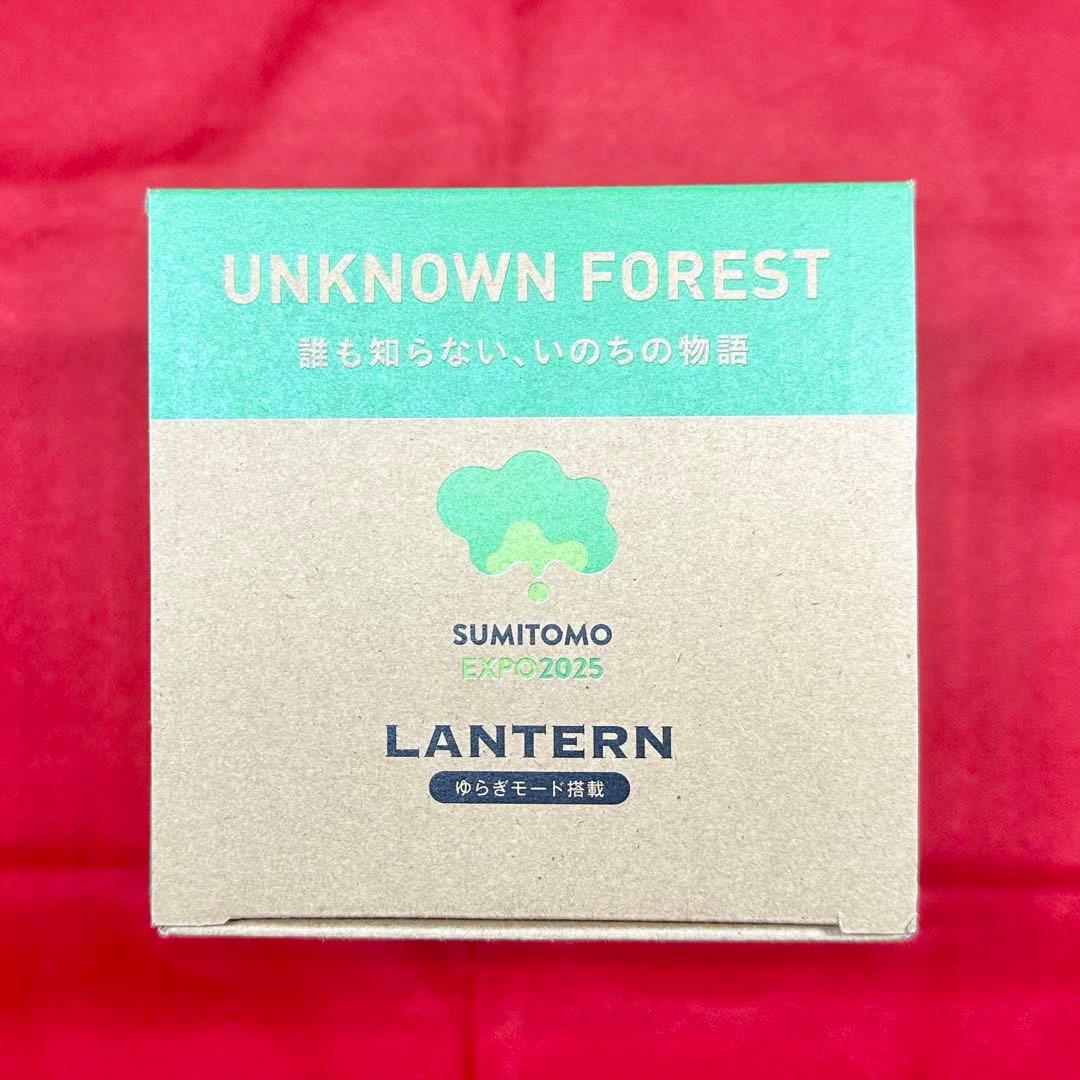 UNKNOWN FOREST
誰も知らない、いのちの物語
SUMITOMO
EXPO2025
LANTERN
ゆらぎモード搭載